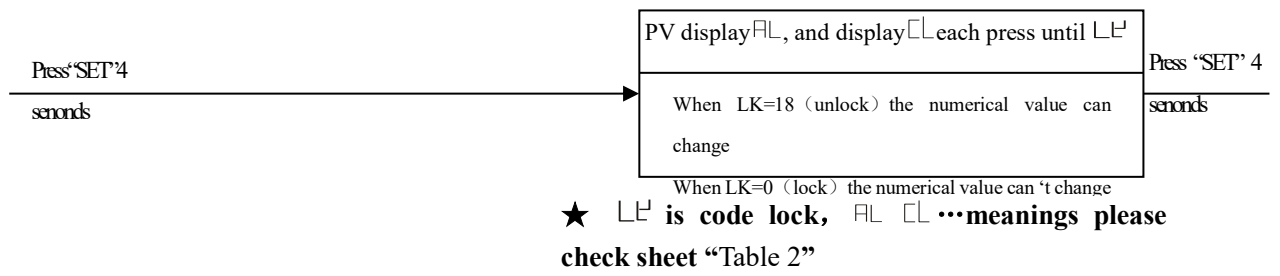 PV display AL, and display CL each press until LK
Press“SET”4
senonds
Press “SET” 4
senonds
When LK=18（unlock）the numerical value can
change
When LK=0（lock）the numerical value can ‘t change
★ LK is code lock, AL CL …meanings please
check sheet “Table 2”